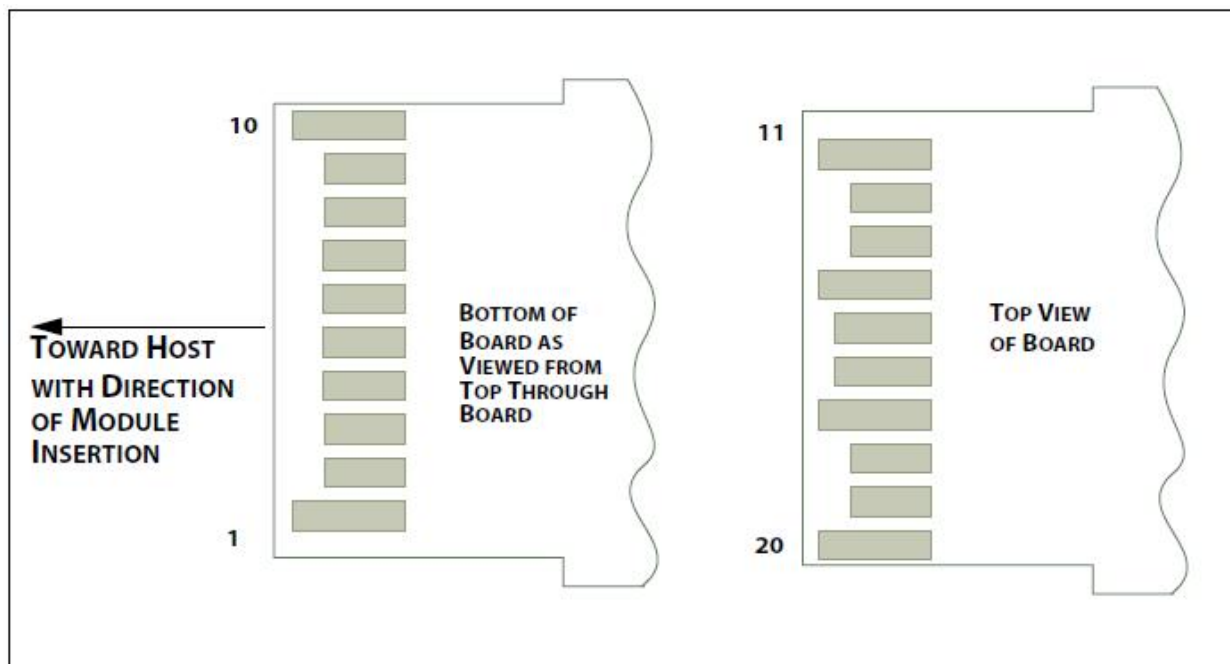 10
1
TOWARD HOST
WITH DIRECTION
OF MODULE
INSERTION
BOTTOM OF
BOARD AS
VIEWED FROM
TOP THROUGH
BOARD
11
20
TOP VIEW
OF BOARD